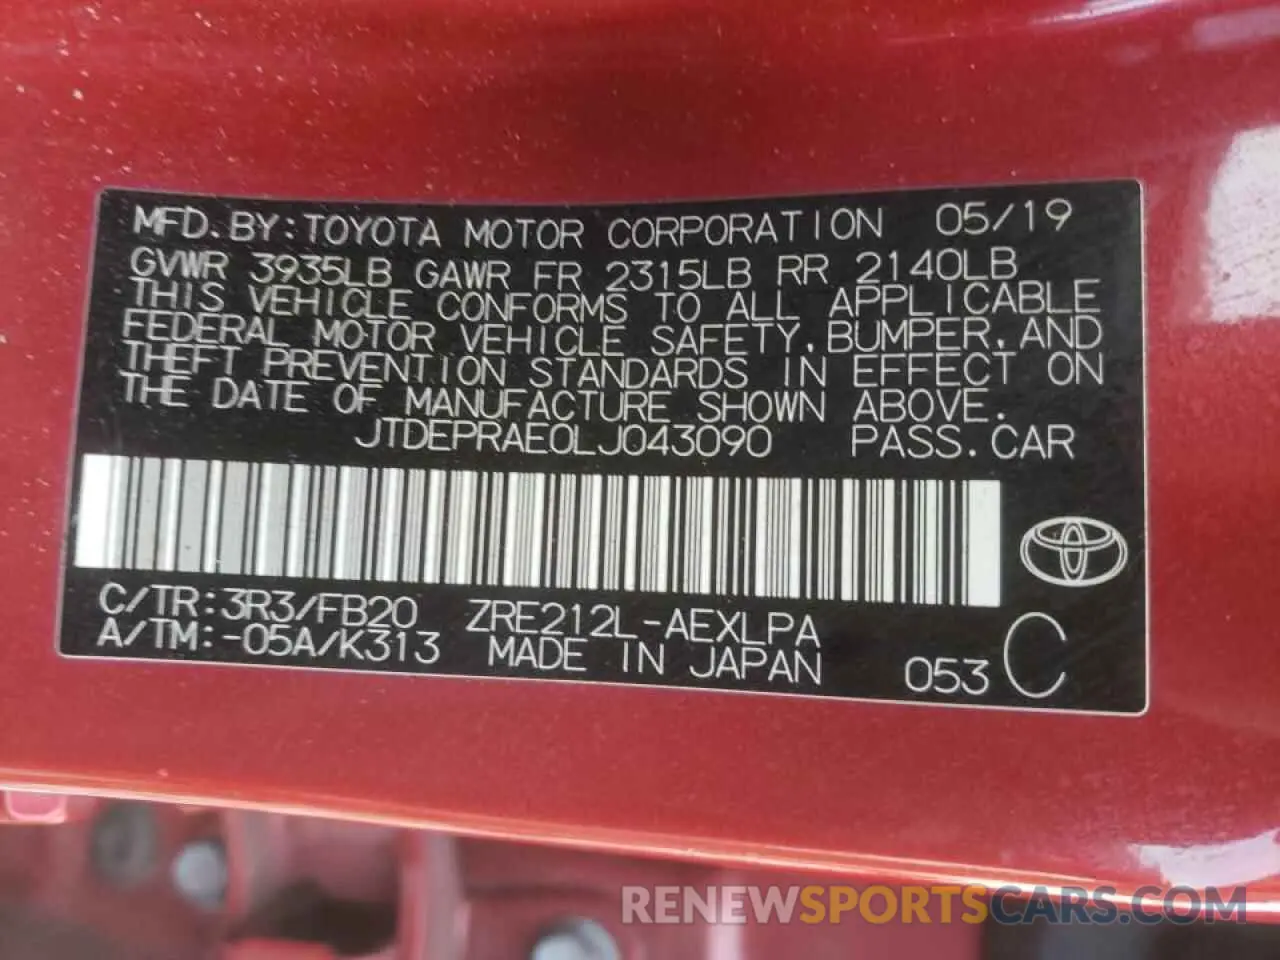 MFD. BY: TOYOTA MOTOR CORPORATION 05/19
GVWR 3935LB GAWR FR 2315LB RR 2140LB
THIS VEHICLE CONFORMS TO ALL APPLICABLE
FEDERAL MOTOR VEHICLE SAFETY, BUMPER, AND
THEFT PREVENTION STANDARDS IN EFFECT ON
THE DATE OF MANUFACTURE SHOWN ABOVE.
JTDEPRAE0LJ043090 PASS. CAR
C/TR: 3R3/FB20 ZRE212L-AEXLPA
A/TM: -05A/K313 MADE IN JAPAN 053 C
RENEWSPORTSCARS.COM